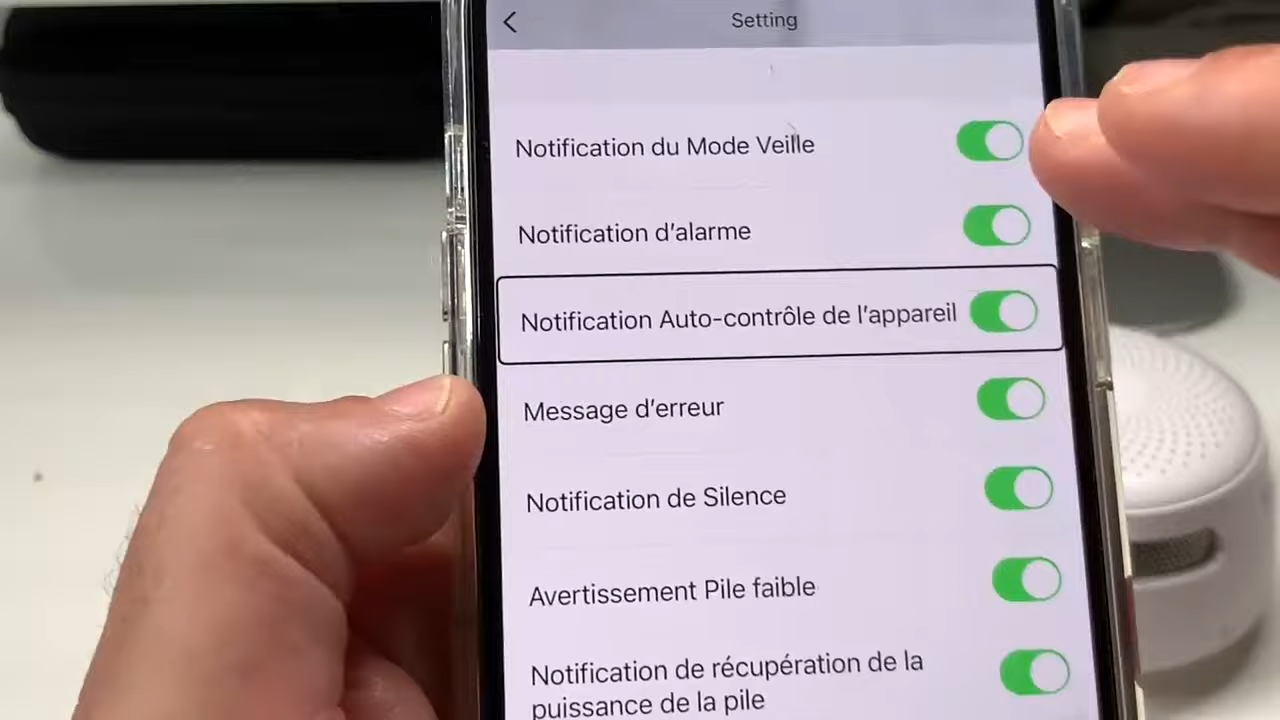 Setting
Notification du Mode Veille
Notification d'alarme
Notification Auto-contrôle de l'appareil
Message d'erreur
Notification de Silence
Avertissement Pile faible
Notification de récupération de la
puissance de la pile